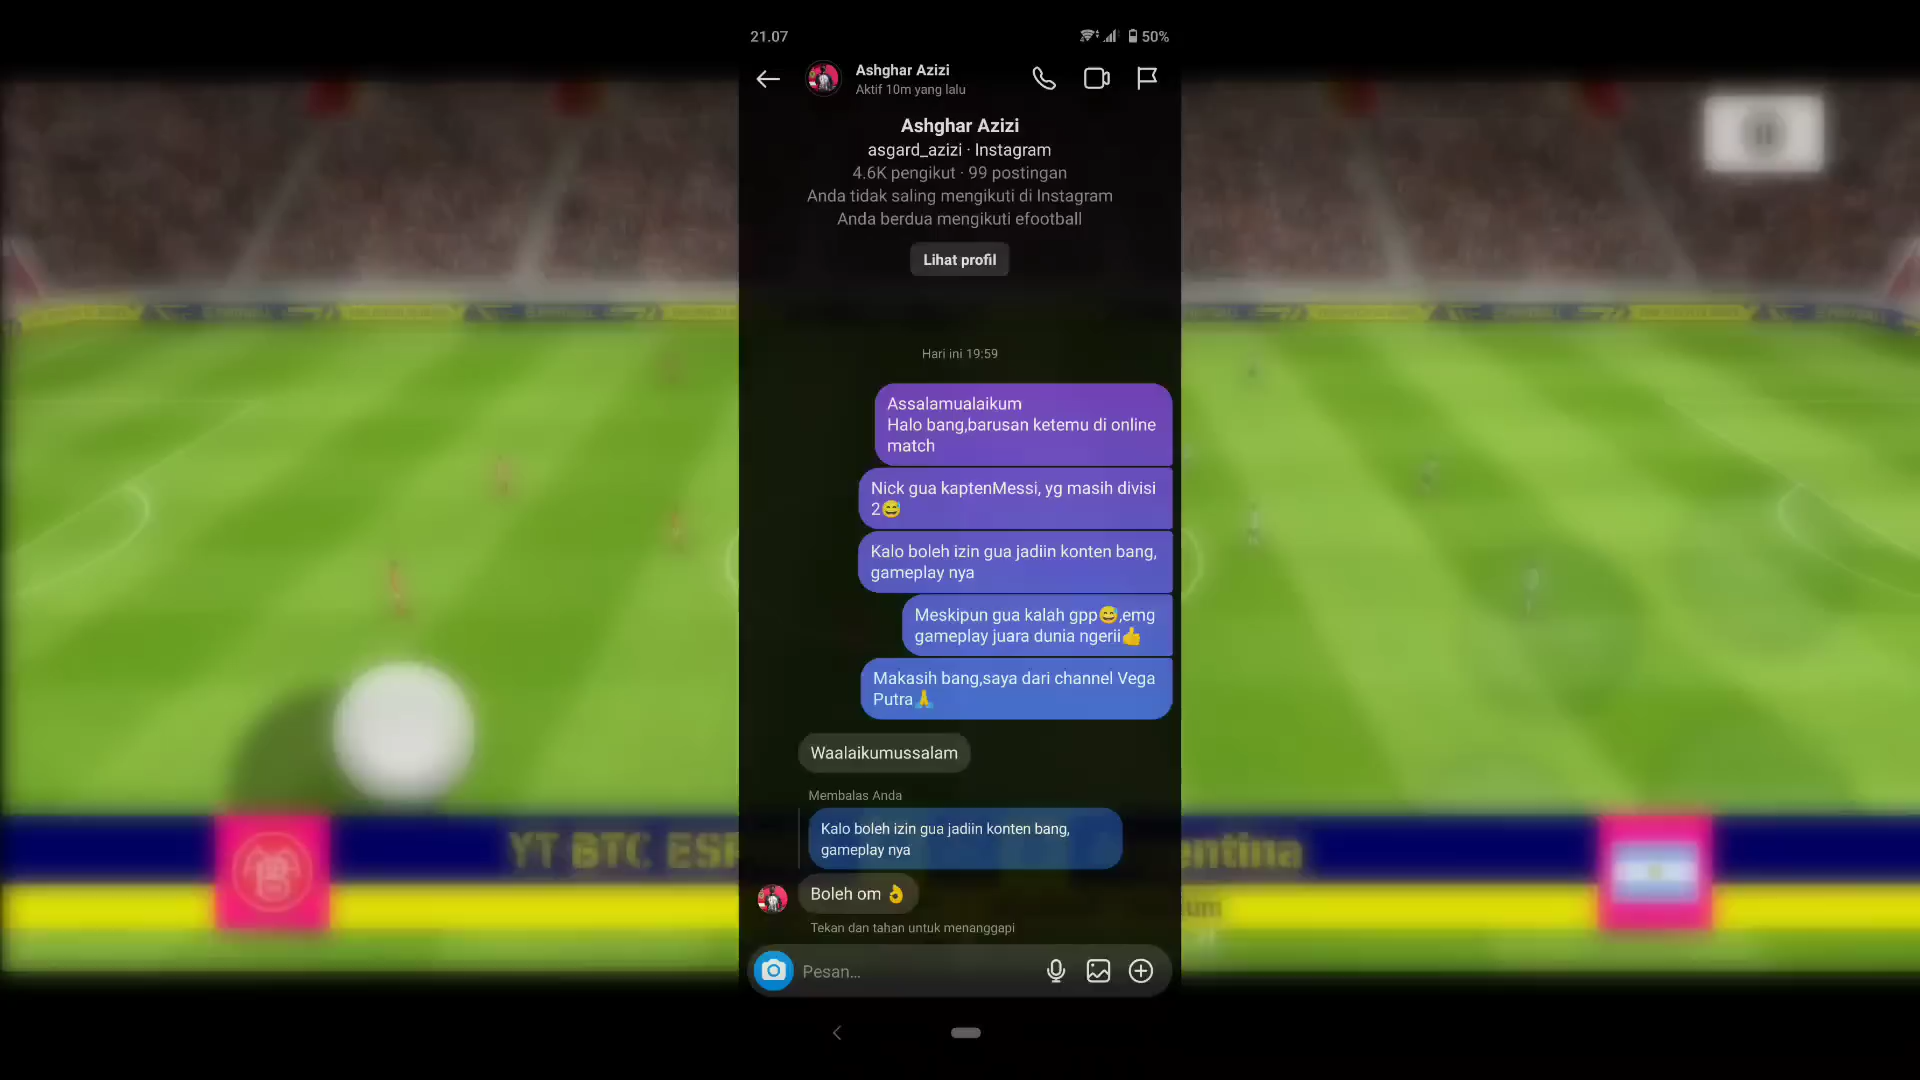 21.07
50%
Ashghar Azizi
Aktif 10m yang lalu
Ashghar Azizi
asgard_azizi · Instagram
4.6K pengikut · 99 postingan
Anda tidak saling mengikuti di Instagram
Anda berdua mengikuti efootball
Lihat profil
Hari ini 19:59
Assalamualaikum
Halo bang,barusan ketemu di online
match
Nick gua kaptenMessi, yg masih divisi
2😅
Kalo boleh izin gua jadiin konten bang,
gameplay nya
Meskipun gua kalah gpp😅,emg
gameplay juara dunia ngerii👍
Makasih bang,saya dari channel Vega
Putra🙏
Waalaikumussalam
Membalas Anda
Kalo boleh izin gua jadiin konten bang,
gameplay nya
YT BTC
Boleh om 👌
Tekan dan tahan untuk menanggapi
Pesan...